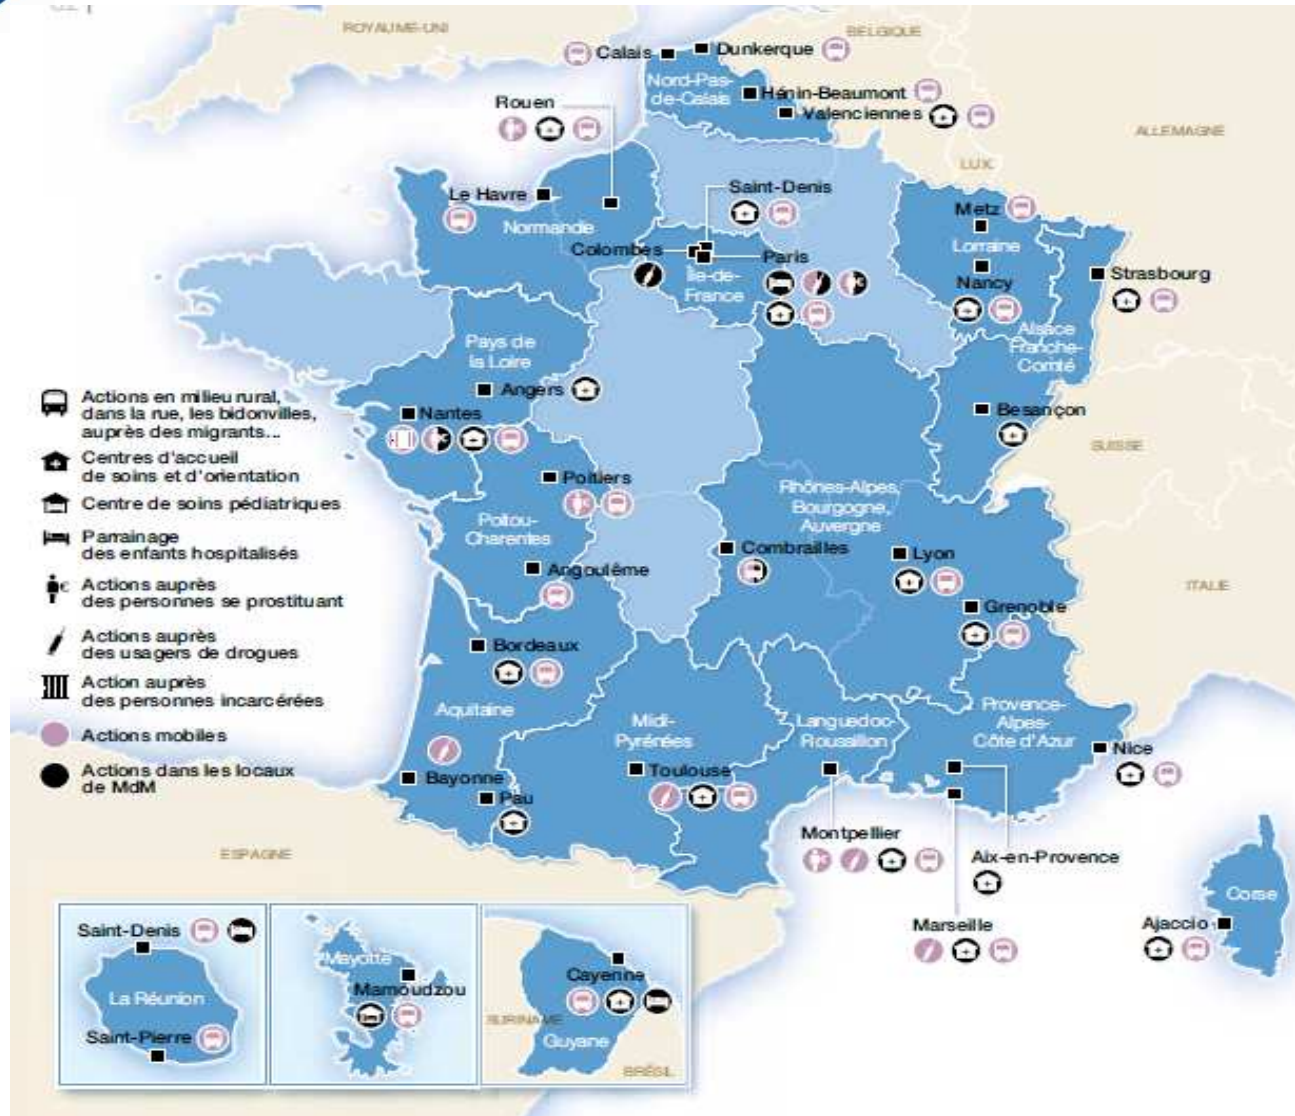 ROYAUME-UNI
BELGIQUE
Calais
Dunkerque
Nord-Pas-
de-Calais
Hénin-Beaumont
Valenciennes
Rouen
ALLEMAGNE
LUX.
Le Havre
Normandie
Saint-Denis
Metz
Lorraine
Colombes
Paris
Île-de-
France
Nancy
Strasbourg
Alsace
Franche-
Comté
Pays de
la Loire
Angers
Nantes
Besançon
SUISSE
Poitiers
Poitou-
Charentes
Rhônes-Alpes,
Bourgogne,
Auvergne
Combrailles
Lyon
Angoulême
ITALIE
Grenoble
Bordeaux
Aquitaine
Midi-
Pyrénées
Languedoc-
Roussillon
Provence-
Alpes-
Côte d'Azur
Nice
Bayonne
Toulouse
Pau
Montpellier
Aix-en-Provence
ESPAGNE
Marseille
Corse
Ajaccio
Actions en milieu rural,
dans la rue, les bidonvilles,
auprès des migrants...
Centres d'accueil
de soins et d'orientation
Centre de soins pédiatriques
Parrainage
des enfants hospitalisés
Actions auprès
des personnes se prostituant
Actions auprès
des usagers de drogues
Action auprès
des personnes incarcérées
Actions mobiles
Actions dans les locaux
de MdM
Saint-Denis
La Réunion
Saint-Pierre
Mayotte
Mamoudzou
Cayenne
SURINAME
Guyane
BRÉSIL